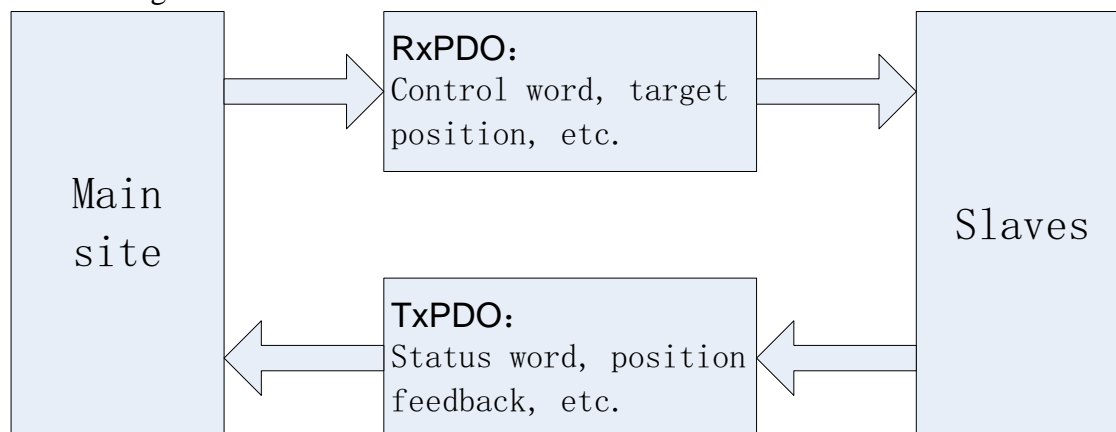 Main
site
RxPDO：
Control word, target
position, etc.
Slaves
TxPDO：
Status word, position
feedback, etc.